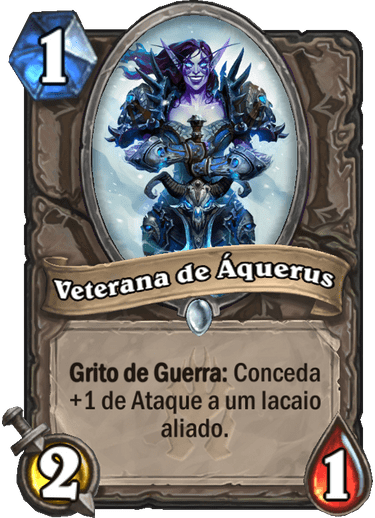 1
Veterana de Áquerus
Grito de Guerra: Conceda
+1 de Ataque a um lacaio
aliado.
2
1